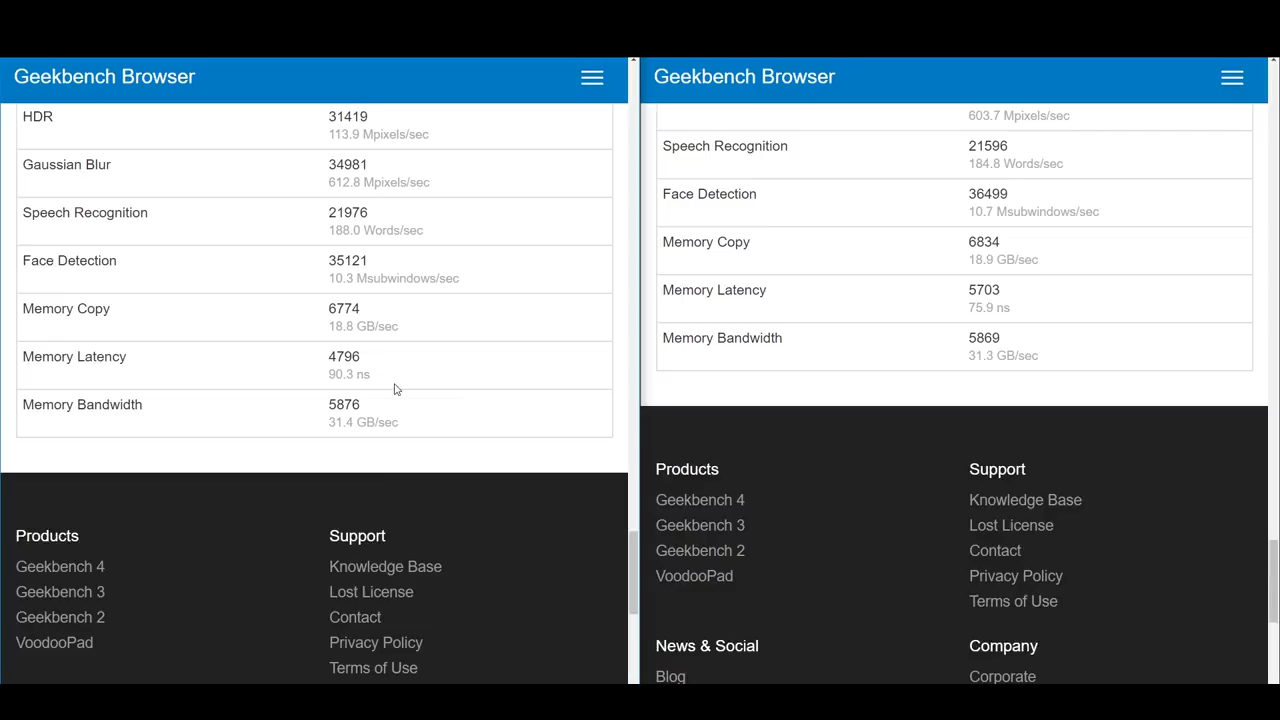 Geekbench Browser
HDR 31419
113.9 Mpixels/sec
Gaussian Blur 34981
612.8 Mpixels/sec
Speech Recognition 21976
188.0 Words/sec
Face Detection 35121
10.3 Msubwindows/sec
Memory Copy 6774
18.8 GB/sec
Memory Latency 4796
90.3 ns
Memory Bandwidth 5876
31.4 GB/sec
Products
Geekbench 4
Geekbench 3
Geekbench 2
VoodooPad
Support
Knowledge Base
Lost License
Contact
Privacy Policy
Terms of Use
Geekbench Browser
603.7 Mpixels/sec
Speech Recognition 21596
184.8 Words/sec
Face Detection 36499
10.7 Msubwindows/sec
Memory Copy 6834
18.9 GB/sec
Memory Latency 5703
75.9 ns
Memory Bandwidth 5869
31.3 GB/sec
Products
Geekbench 4
Geekbench 3
Geekbench 2
VoodooPad
Support
Knowledge Base
Lost License
Contact
Privacy Policy
Terms of Use
News & Social
Blog
Company
Corporate